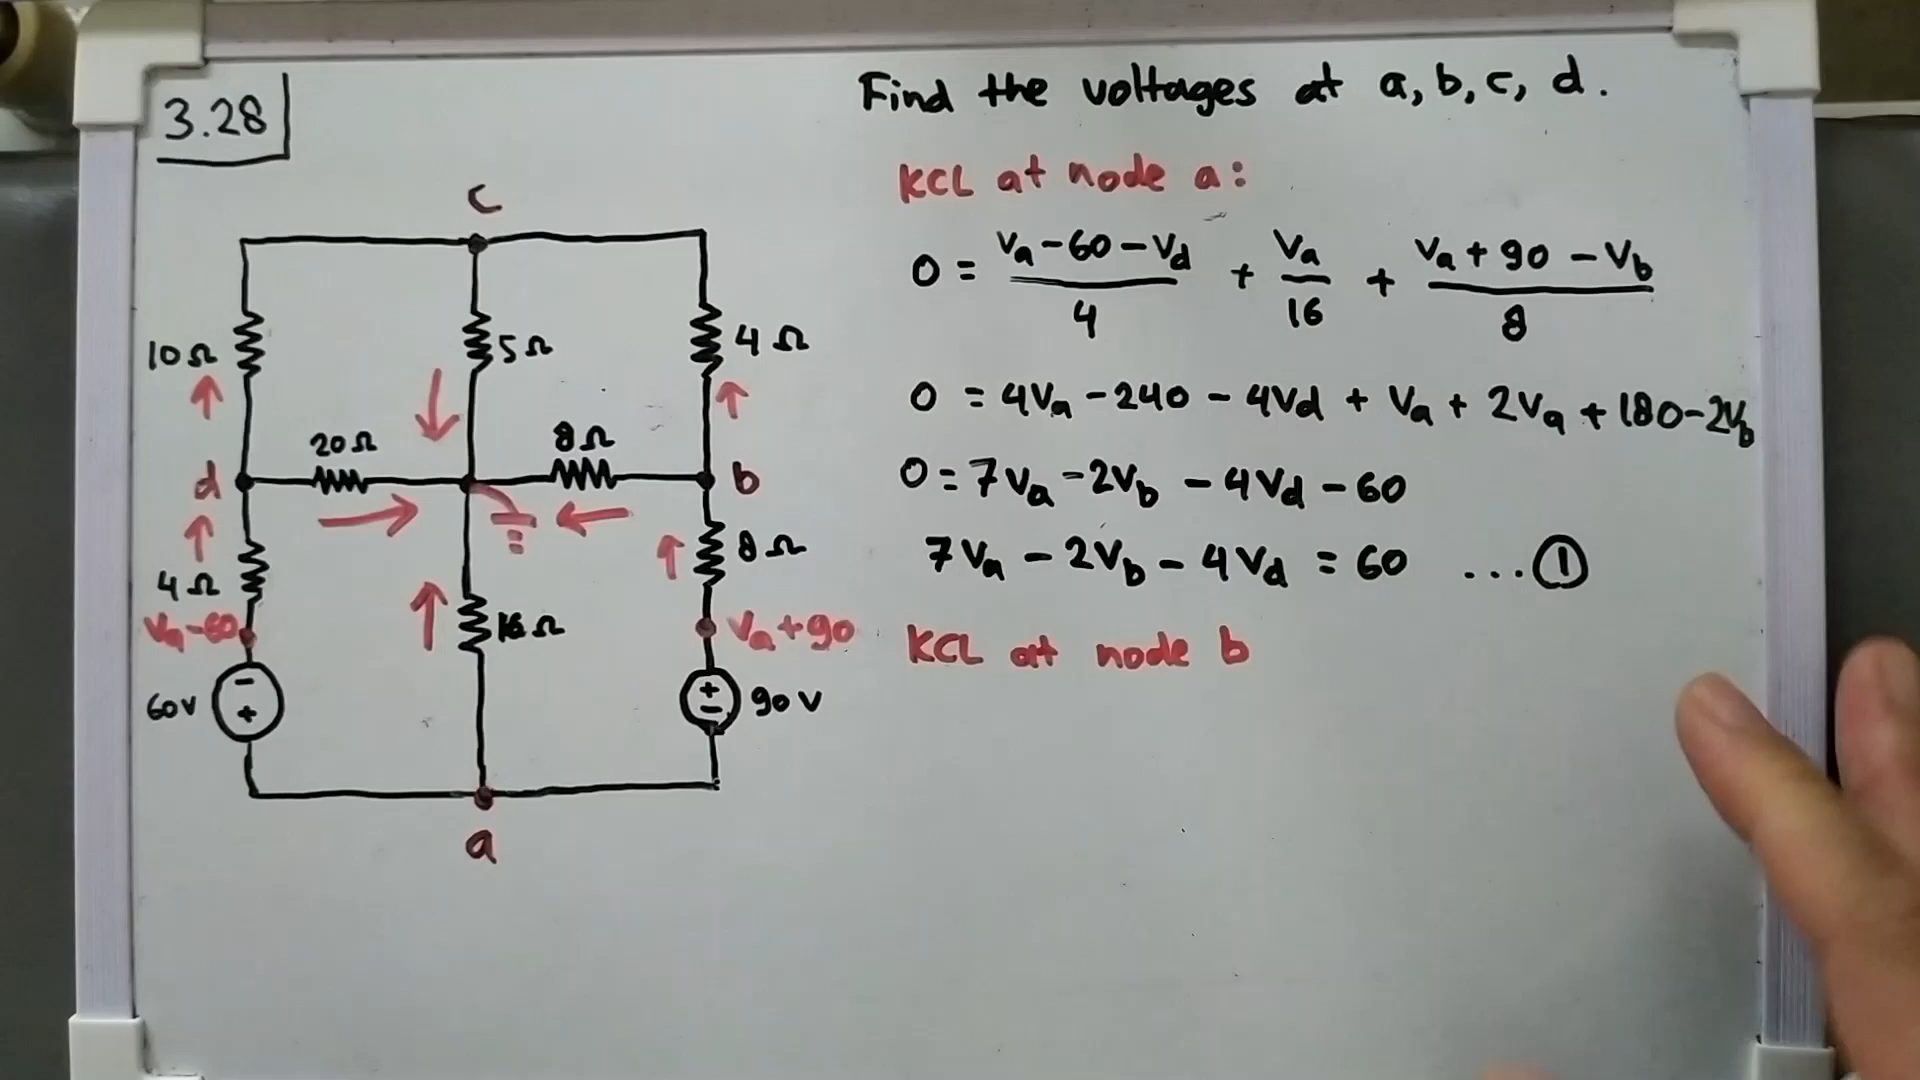 3.28
Find the voltages at a, b, c, d.
KCL at node a:
0 = (Va - 60 - Vd)/4 + Va/16 + (Va + 90 - Vb)/8
0 = 4Va - 240 - 4Vd + Va + 2Va + 180 - 2Vb
0 = 7Va - 2Vb - 4Vd - 60
7Va - 2Vb - 4Vd = 60 ... ①
KCL at node b
c
10Ω
5Ω
4Ω
20Ω
8Ω
d
b
4Ω
8Ω
Va-60
16Ω
Va+90
60V
- +
+ -
90V
a